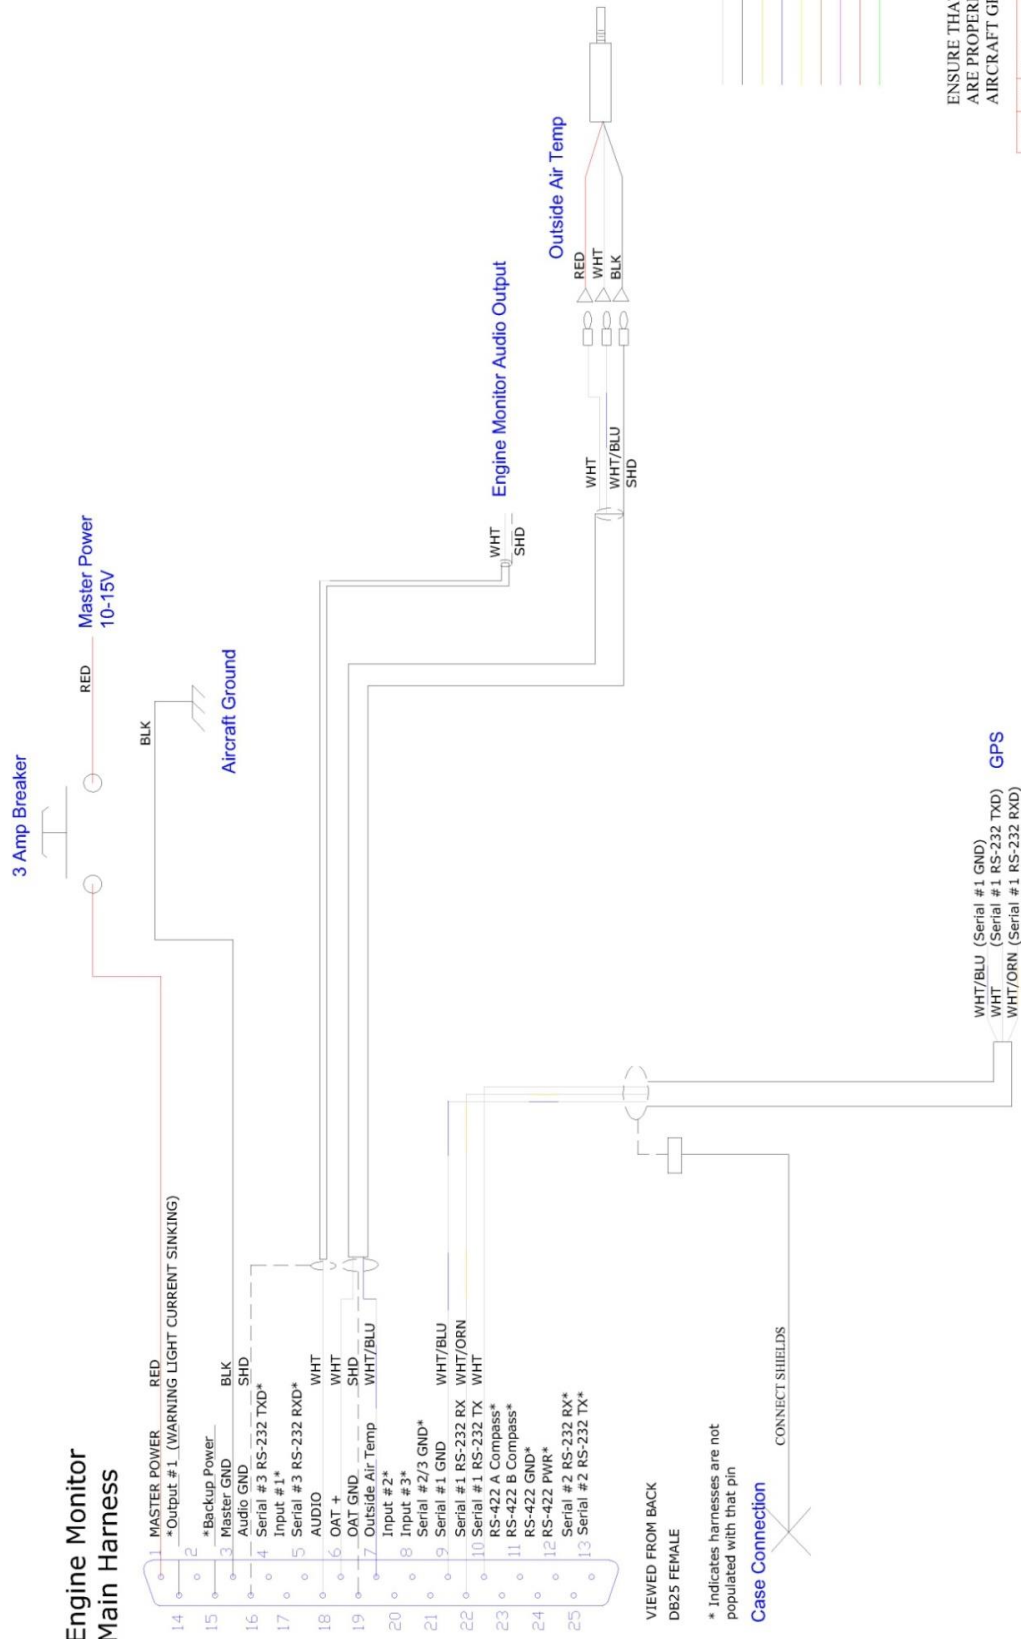 Engine Monitor
Main Harness
3 Amp Breaker
RED
Master Power
10-15V
BLK
Aircraft Ground
1 MASTER POWER RED
14 *Output #1 (WARNING LIGHT CURRENT SINKING)
2
15 *Backup Power
3 Master GND BLK
16 Audio GND SHD
4 Serial #3 RS-232 TXD*
17 Input #1*
5 Serial #3 RS-232 RXD*
18 AUDIO WHT
6 OAT + WHT
19 OAT GND SHD
7 Outside Air Temp WHT/BLU
20 Input #2*
8 Input #3*
21 Serial #2/3 GND*
9 Serial #1 GND WHT/BLU
22 Serial #1 RS-232 RX WHT/ORN
10 Serial #1 RS-232 TX WHT
23 RS-422 A Compass*
11 RS-422 B Compass*
24 RS-422 GND*
12 RS-422 PWR*
25 Serial #2 RS-232 RX*
13 Serial #2 RS-232 TX*
WHT
SHD
Engine Monitor Audio Output
WHT
WHT/BLU
SHD
RED
WHT
BLK
Outside Air Temp
VIEWED FROM BACK
DB25 FEMALE
* Indicates harnesses are not
populated with that pin
Case Connection
CONNECT SHIELDS
WHT/BLU (Serial #1 GND)
WHT (Serial #1 RS-232 TXD)
WHT/ORN (Serial #1 RS-232 RXD)
GPS
ENSURE
ARE
AIRCRAFT